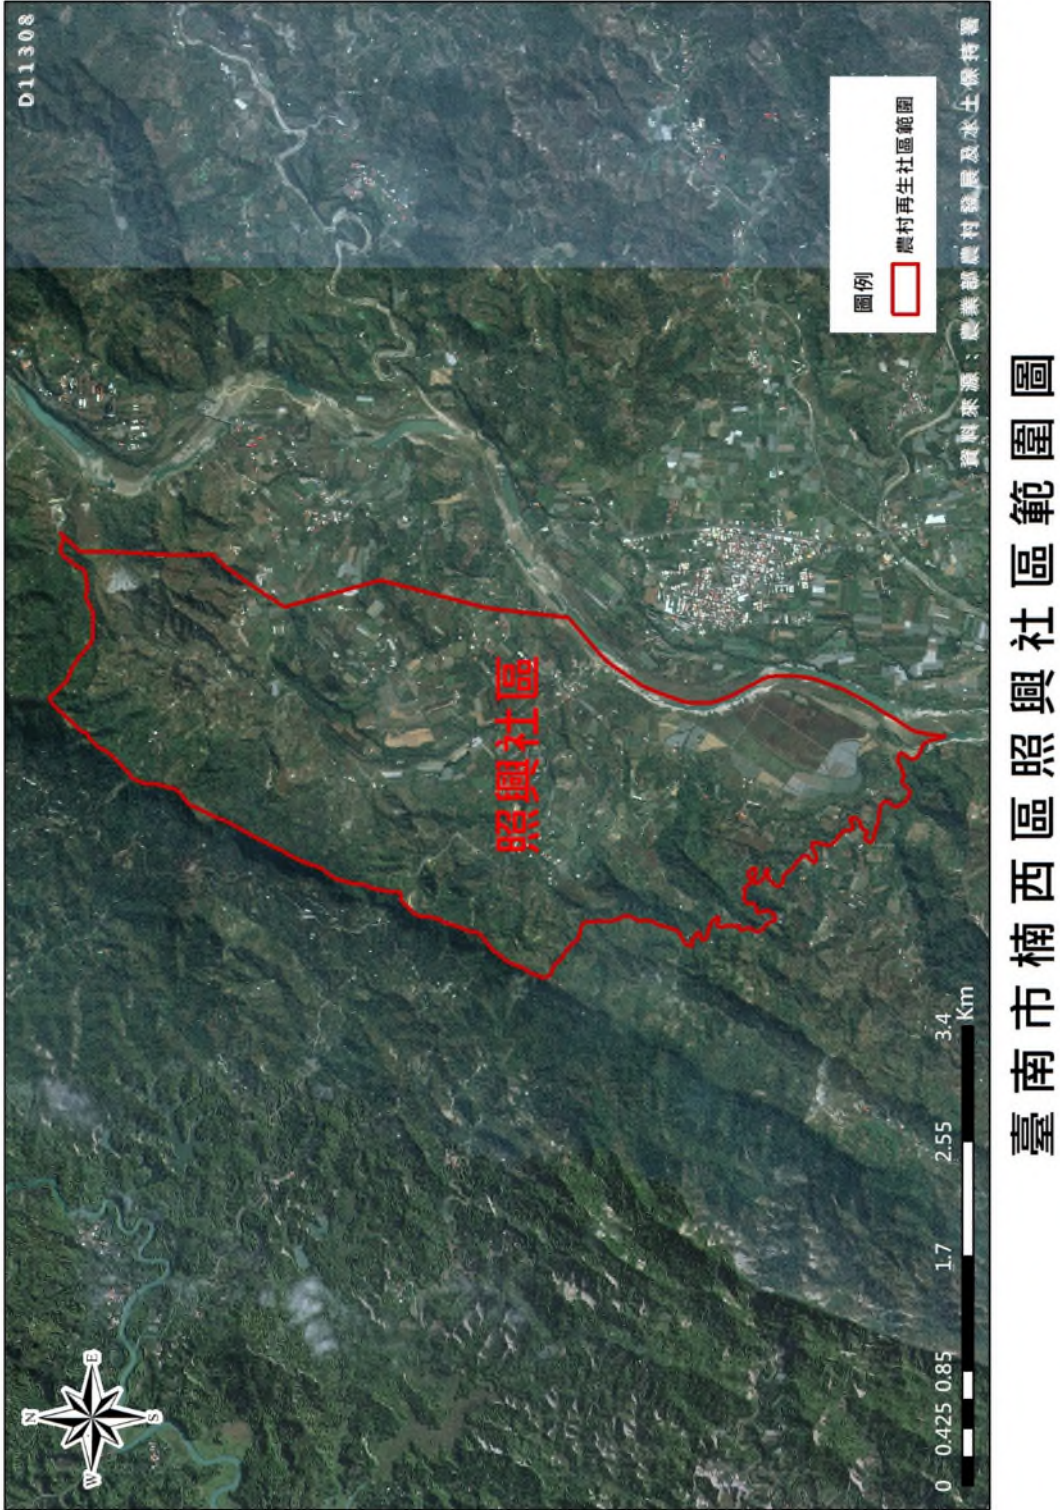 D11308
照興社區
圖例
農村再生社區範圍
資料來源：農業部農村發展及水土保持署
N
W
E
S
0 0.425 0.85 1.7 2.55 3.4
Km
臺南市楠西區照興社區範圍圖